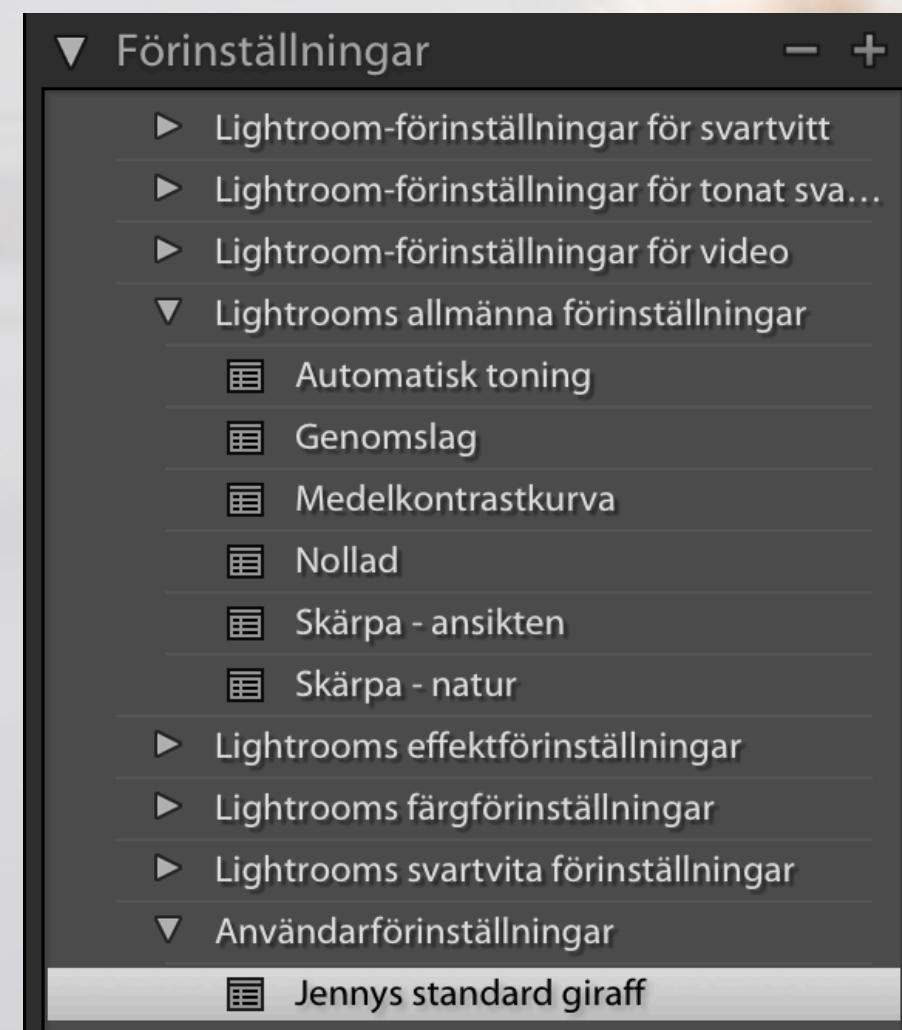 Förinställningar
Lightroom-förinställningar för svartvitt
Lightroom-förinställningar för tonat sva…
Lightroom-förinställningar för video
Lightrooms allmänna förinställningar
Automatisk toning
Genomslag
Medelkontrastkurva
Nollad
Skärpa - ansikten
Skärpa - natur
Lightrooms effektförinställningar
Lightrooms färgförinställningar
Lightrooms svartvita förinställningar
Användarförinställningar
Jennys standard giraff